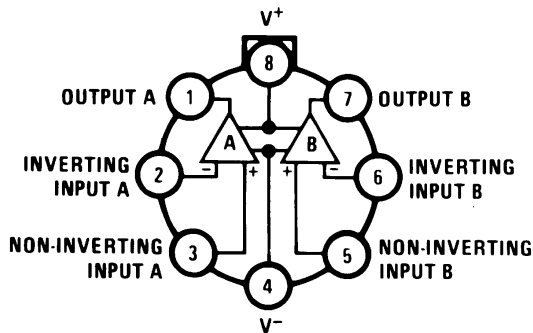 V+
8
OUTPUT A
1
7
OUTPUT B
A
B
INVERTING
INPUT A
2
−
+
+
−
6
INVERTING
INPUT B
NON-INVERTING
INPUT A
3
5
NON-INVERTING
INPUT B
4
V−